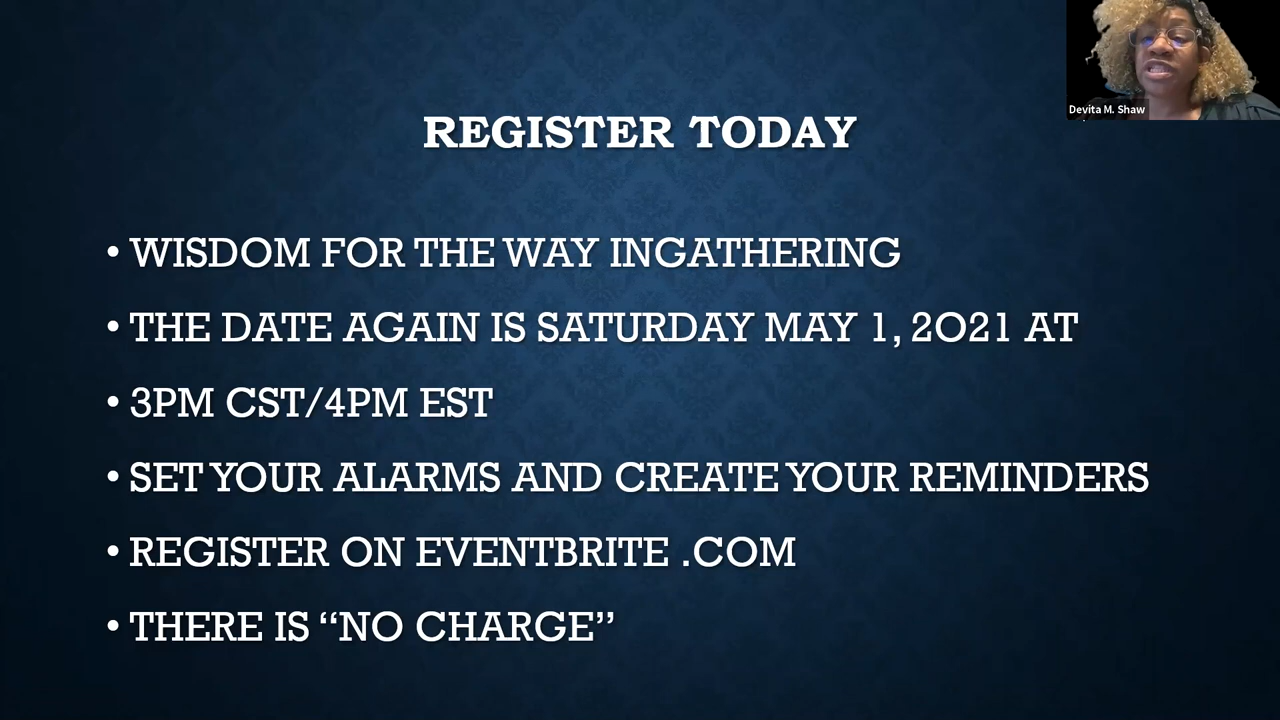 Devita M. Shaw
REGISTER TODAY
• WISDOM FOR THE WAY INGATHERING
• THE DATE AGAIN IS SATURDAY MAY 1, 2021 AT
• 3PM CST/4PM EST
• SET YOUR ALARMS AND CREATE YOUR REMINDERS
• REGISTER ON EVENTBRITE .COM
• THERE IS “NO CHARGE”